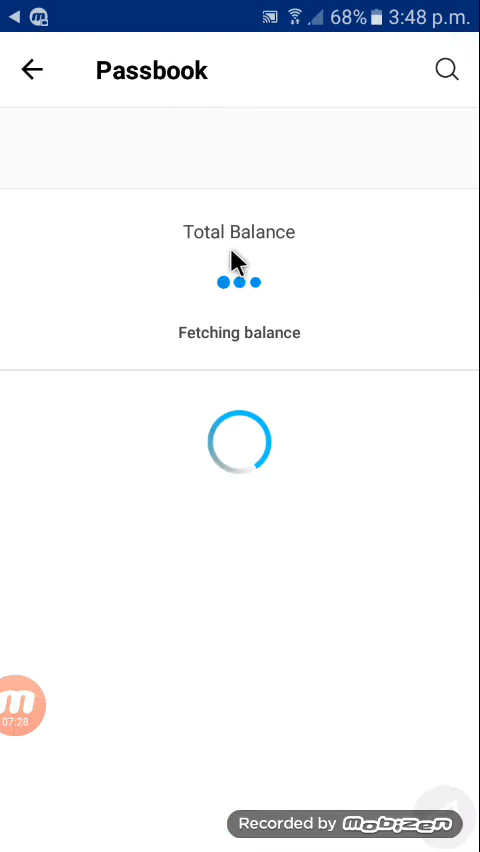 68% 3:48 p.m.
Passbook
Total Balance
Fetching balance
07:28
Recorded by mobizen